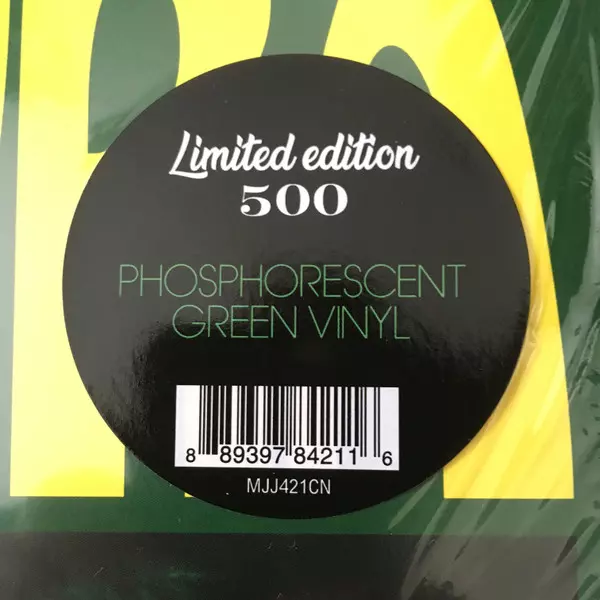 Limited edition
500
PHOSPHORESCENT
GREEN VINYL
8 89397 84211 6
MJJ421CN